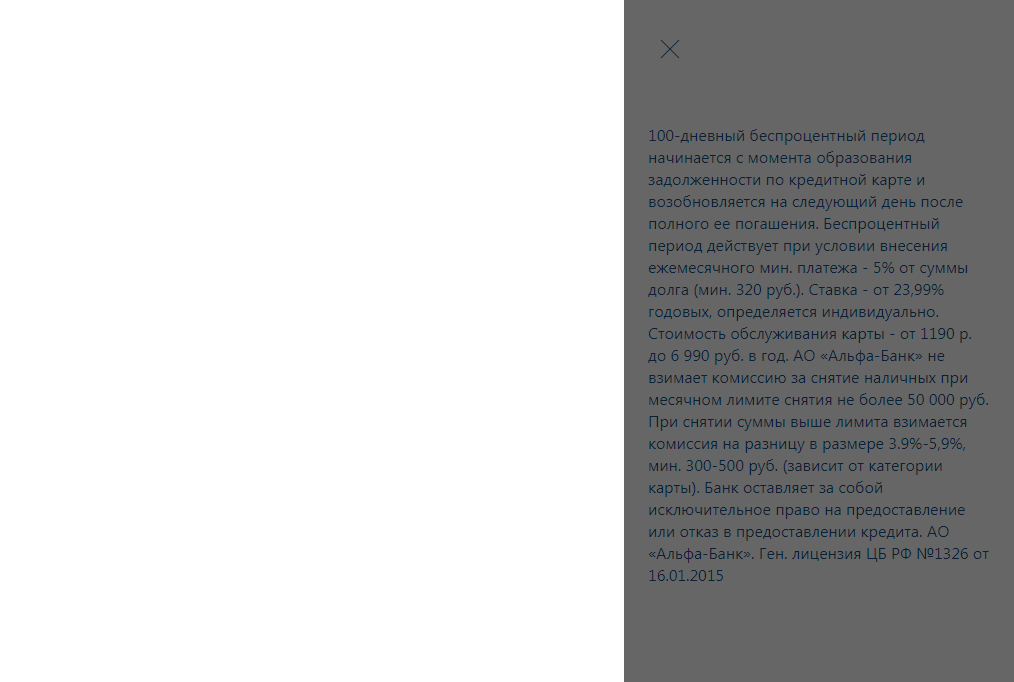 100-дневный беспроцентный период
начинается с момента образования
задолженности по кредитной карте и
возобновляется на следующий день после
полного ее погашения. Беспроцентный
период действует при условии внесения
ежемесячного мин. платежа - 5% от суммы
долга (мин. 320 руб.). Ставка - от 23,99%
годовых, определяется индивидуально.
Стоимость обслуживания карты - от 1190 р.
до 6 990 руб. в год. АО «Альфа-Банк» не
взимает комиссию за снятие наличных при
месячном лимите снятия не более 50 000 руб.
При снятии суммы выше лимита взимается
комиссия на разницу в размере 3.9%-5,9%,
мин. 300-500 руб. (зависит от категории
карты). Банк оставляет за собой
исключительное право на предоставление
или отказ в предоставлении кредита. АО
«Альфа-Банк». Ген. лицензия ЦБ РФ №1326 от
16.01.2015